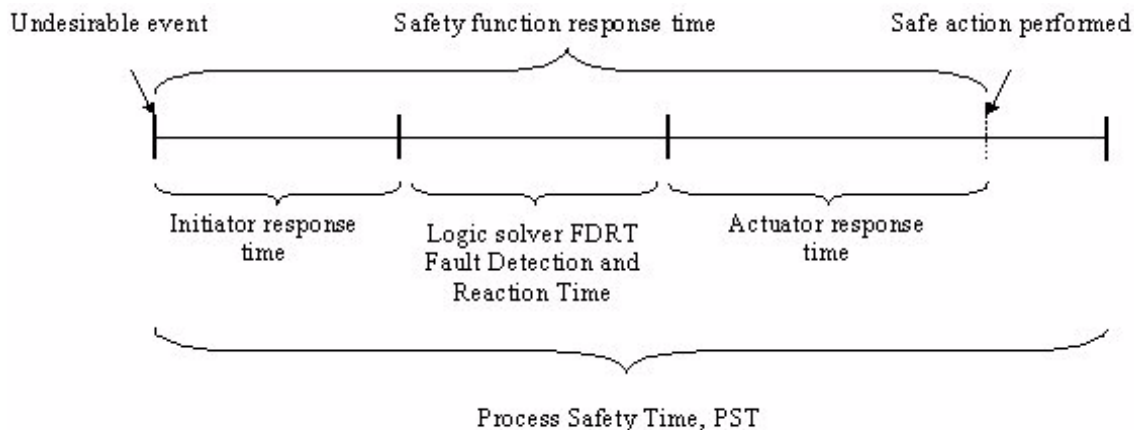 Undesirable event
Safety function response time
Safe action performed
Initiator response
time
Logic solver FDRT
Fault Detection and
Reaction Time
Actuator response
time
Process Safety Time, PST